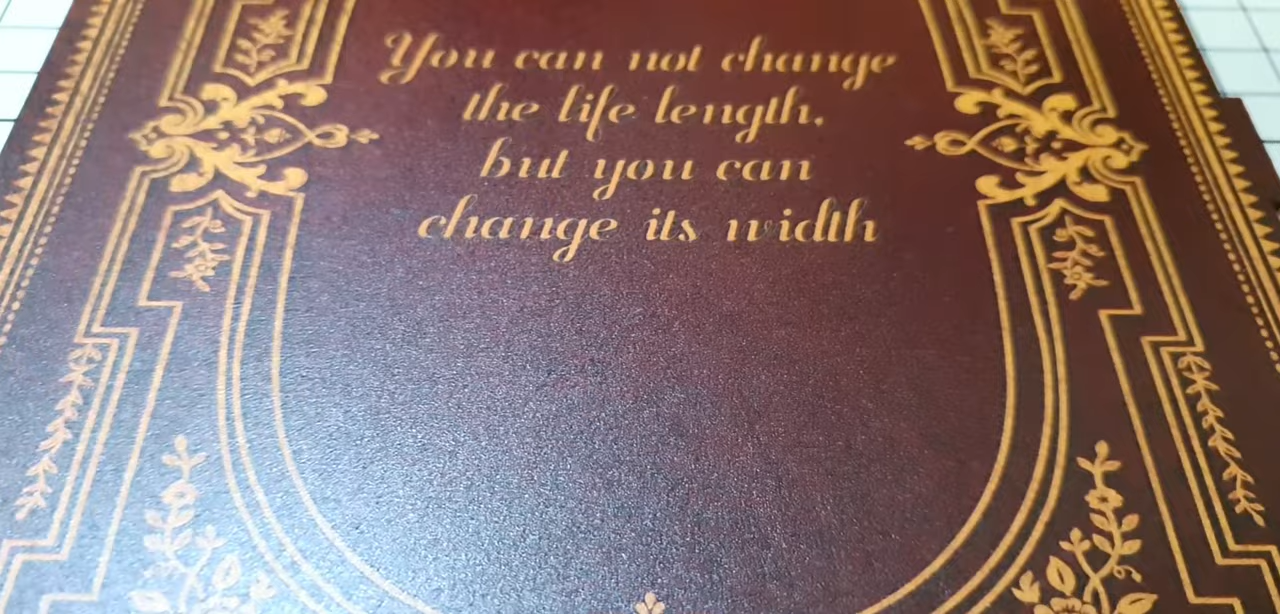 You can not change
the life length,
but you can
change its width